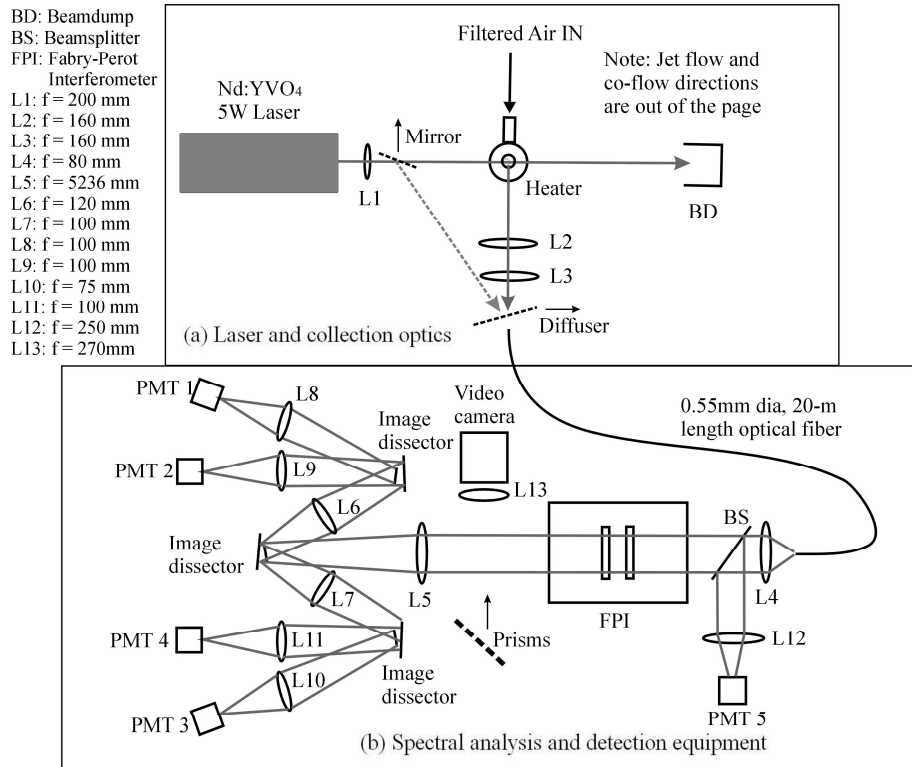 BD: Beamdump
BS: Beamsplitter
FPI: Fabry-Perot
Interferometer
L1: f = 200 mm
L2: f = 160 mm
L3: f = 160 mm
L4: f = 80 mm
L5: f = 5236 mm
L6: f = 120 mm
L7: f = 100 mm
L8: f = 100 mm
L9: f = 100 mm
L10: f = 75 mm
L11: f = 100 mm
L12: f = 250 mm
L13: f = 270mm
Filtered Air IN
Note: Jet flow and
co-flow directions
are out of the page
Nd:YVO₄
5W Laser
Mirror
L1
Heater
BD
L2
L3
Diffuser
(a) Laser and collection optics
PMT 1
L8
Image
dissector
Video
camera
0.55mm dia, 20-m
length optical fiber
PMT 2
L9
L13
L6
BS
Image
dissector
L7
L5
FPI
L4
PMT 4
L11
Prisms
L12
L10
Image
dissector
PMT 3
PMT 5
(b) Spectral analysis and detection equipment